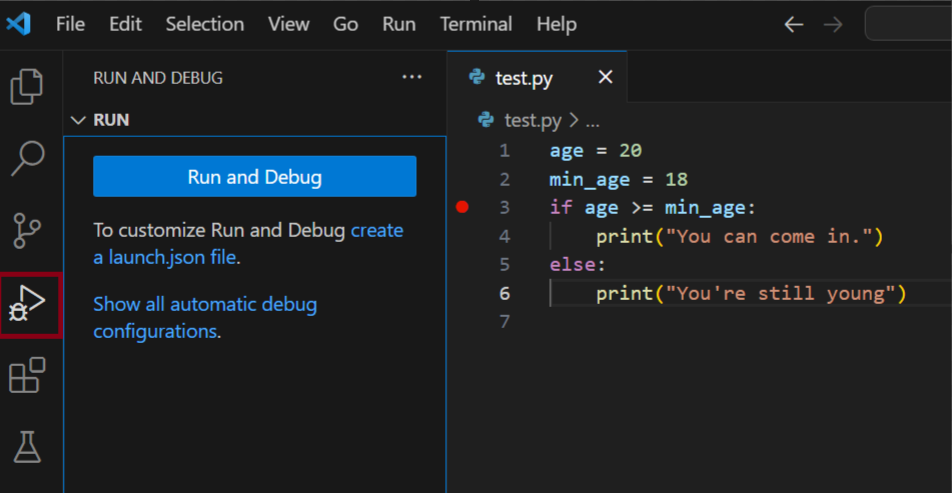 File Edit Selection View Go Run Terminal Help
RUN AND DEBUG ...
RUN
Run and Debug
To customize Run and Debug create
a launch.json file.
Show all automatic debug
configurations.
test.py
test.py > ...
1 age = 20
2 min_age = 18
3 if age >= min_age:
4     print("You can come in.")
5 else:
6     print("You're still young")
7